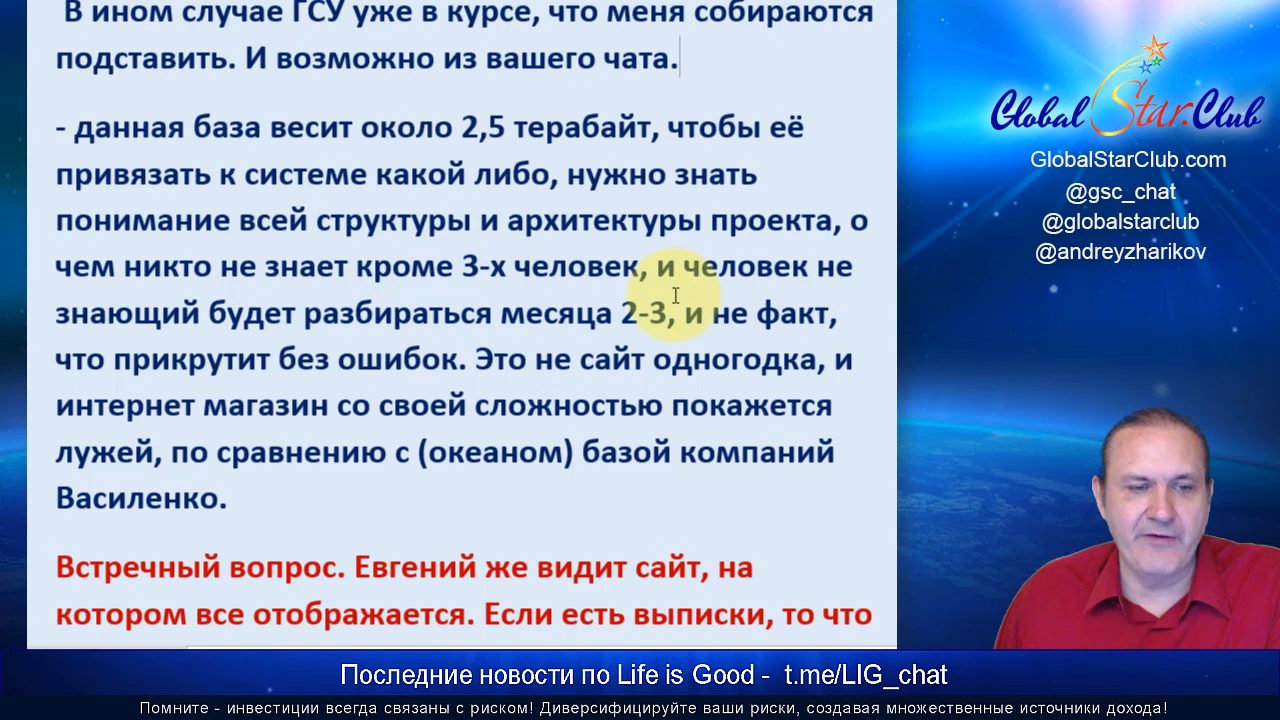 В ином случае ГСУ уже в курсе, что меня собираются
подставить. И возможно из вашего чата.
- данная база весит около 2,5 терабайт, чтобы её
привязать к системе какой либо, нужно знать
понимание всей структуры и архитектуры проекта, о
чем никто не знает кроме 3-х человек, и человек не
знающий будет разбираться месяца 2-3, и не факт,
что прикрутит без ошибок. Это не сайт одногодка, и
интернет магазин со своей сложностью покажется
лужей, по сравнению с (океаном) базой компаний
Василенко.
Встречный вопрос. Евгений же видит сайт, на
котором все отображается. Если есть выписки, то что
Global Star Club
GlobalStarClub.com
@gsc_chat
@globalstarclub
@andreyzharikov
Последние новости по Life is Good - t.me/LIG_chat
Помните - инвестиции всегда связаны с риском! Диверсифицируйте ваши риски, создавая множественные источники дохода!